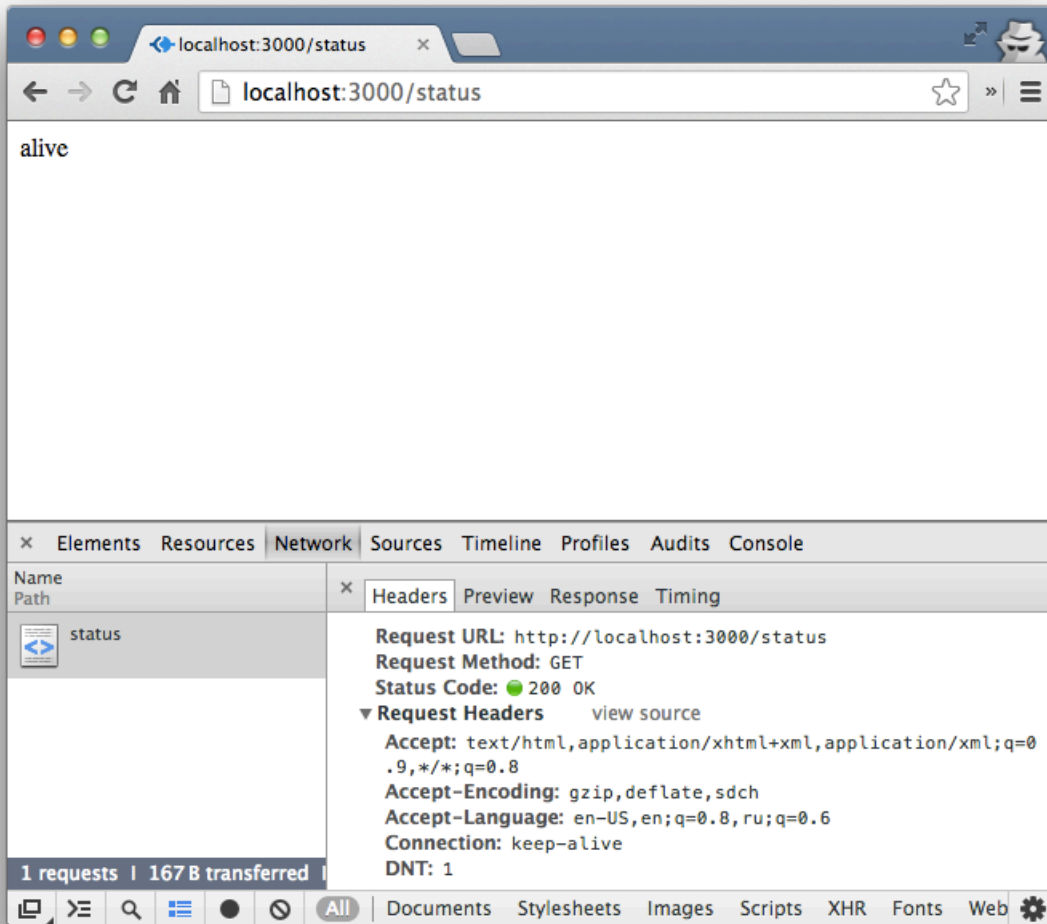 localhost:3000/status ×
localhost:3000/status »
alive
× Elements Resources Network Sources Timeline Profiles Audits Console
Name
Path
× Headers Preview Response Timing
status
Request URL: http://localhost:3000/status
Request Method: GET
Status Code: 200 OK
▼ Request Headers view source
Accept: text/html,application/xhtml+xml,application/xml;q=0
.9,*/*;q=0.8
Accept-Encoding: gzip,deflate,sdch
Accept-Language: en-US,en;q=0.8,ru;q=0.6
Connection: keep-alive
DNT: 1
1 requests | 167 B transferred |
All | Documents Stylesheets Images Scripts XHR Fonts Web